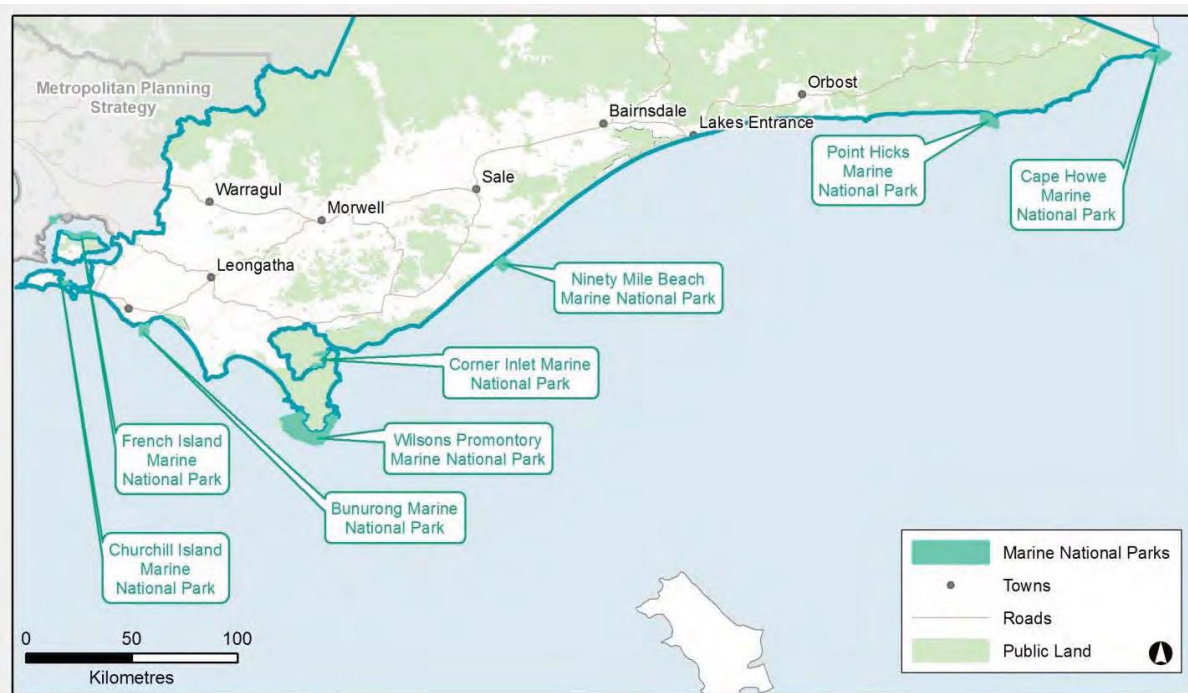 Metropolitan Planning
Strategy
Orbost
Bairnsdale
Lakes Entrance
Point Hicks
Marine
National Park
Cape Howe
Marine
National Park
Sale
Warragul
Morwell
Leongatha
Ninety Mile Beach
Marine National Park
Corner Inlet Marine
National Park
French Island
Marine
National Park
Wilsons Promontory
Marine National Park
Bunurong Marine
National Park
Churchill Island
Marine
National Park
Marine National Parks
Towns
Roads
Public Land
0 50 100
Kilometres